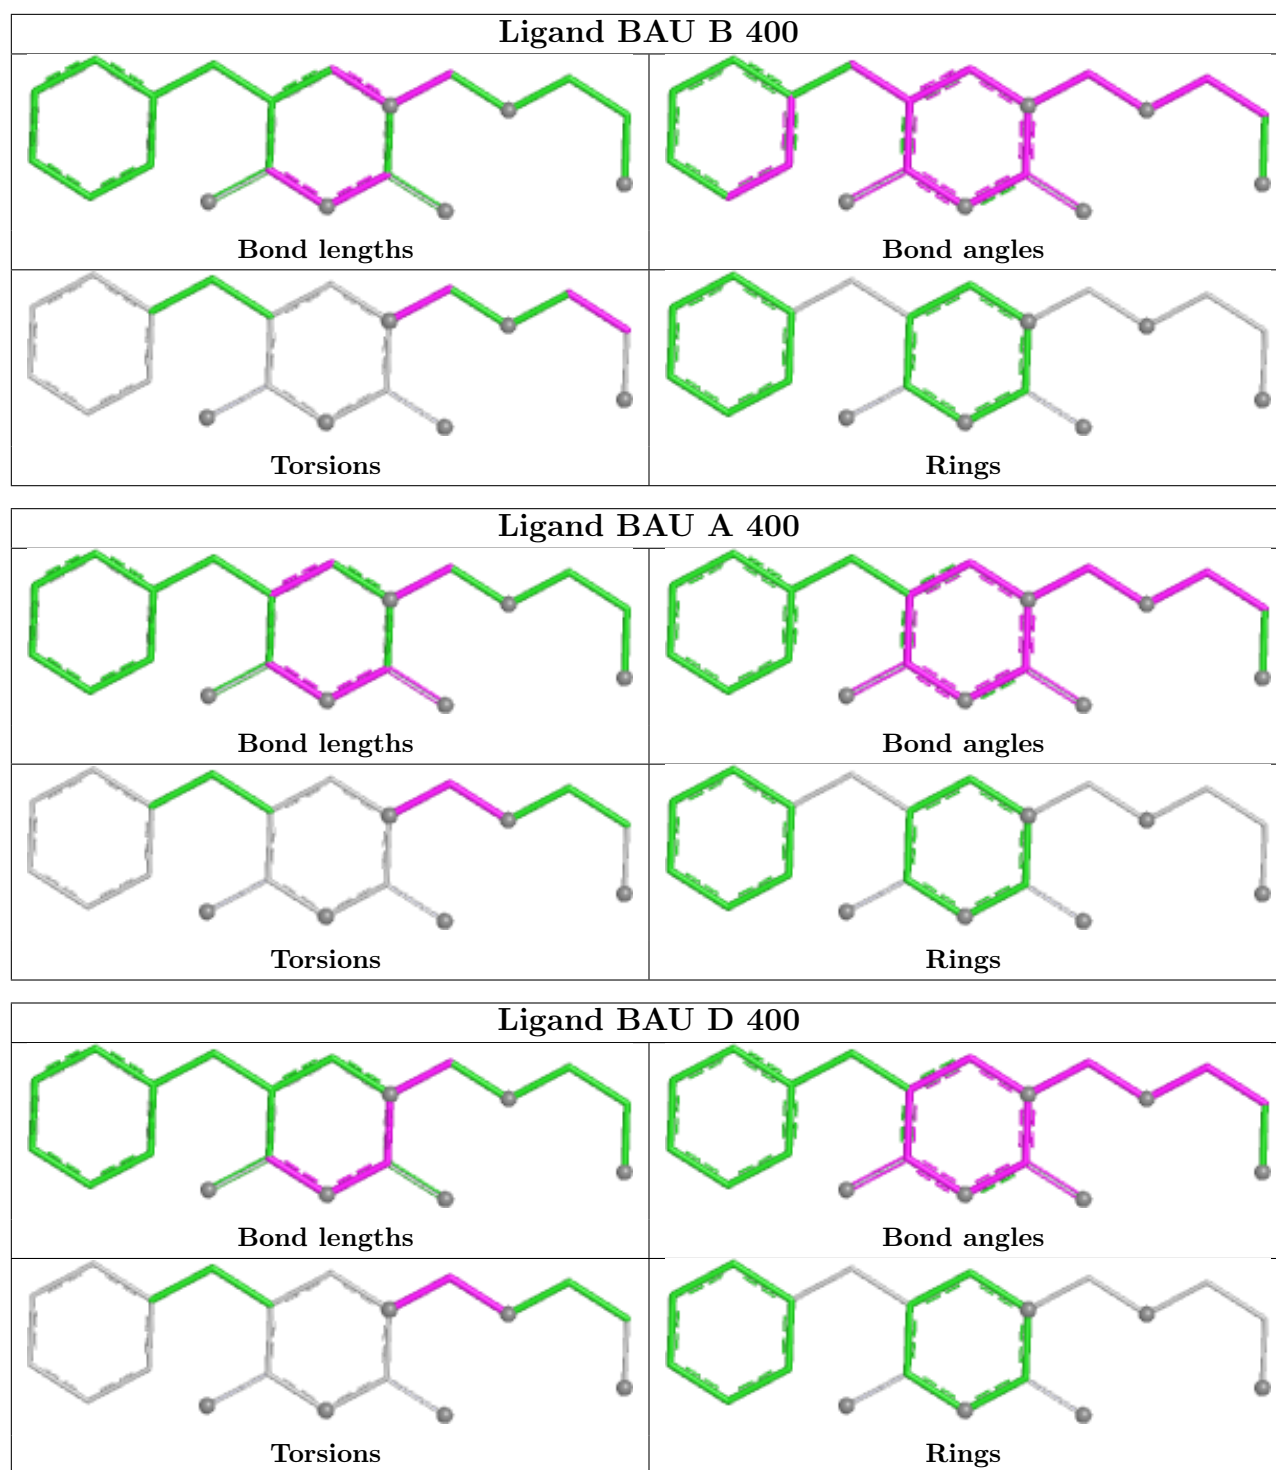 Ligand BAU B 400
Bond lengths
Bond angles
Torsions
Rings
Ligand BAU A 400
Bond lengths
Bond angles
Torsions
Rings
Ligand BAU D 400
Bond lengths
Bond angles
Torsions
Rings